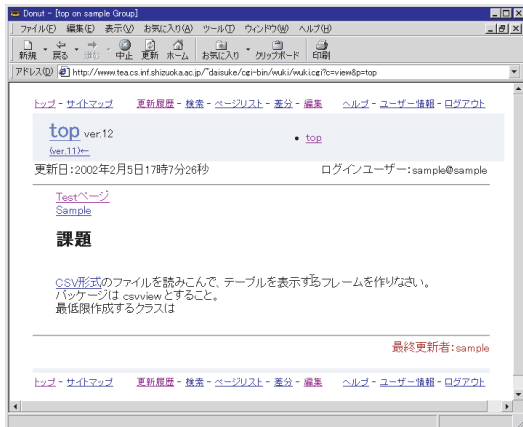 Donut - [top on sample Group]
ファイル(F) 編集(E) 表示(V) お気に入り(A) ツール(T) ウィンドウ(W) ヘルプ(H)
新規 戻る 進む 中止 更新 ホーム お気に入り クリップボード 印刷
アドレス(D) http://www.tea.cs.inf.shizuoka.ac.jp/~daisuke/cgi-bin/wuki/wuki.cgi?c=view&p=top
トップ - サイトマップ 更新履歴 - 検索 - ページリスト - 差分 - 編集 ヘルプ - ユーザー情報 - ログアウト
top ver.12
• top
(ver.11)←
更新日:2002年2月5日17時7分26秒 ログインユーザー:sample@sample
Testページ
Sample
課題
CSV形式のファイルを読みこんで、テーブルを表示するフレームを作りなさい。
パッケージは csvview とすること。
最低限作成するクラスは
最終更新者:sample
トップ - サイトマップ 更新履歴 - 検索 - ページリスト - 差分 - 編集 ヘルプ - ユーザー情報 - ログアウト